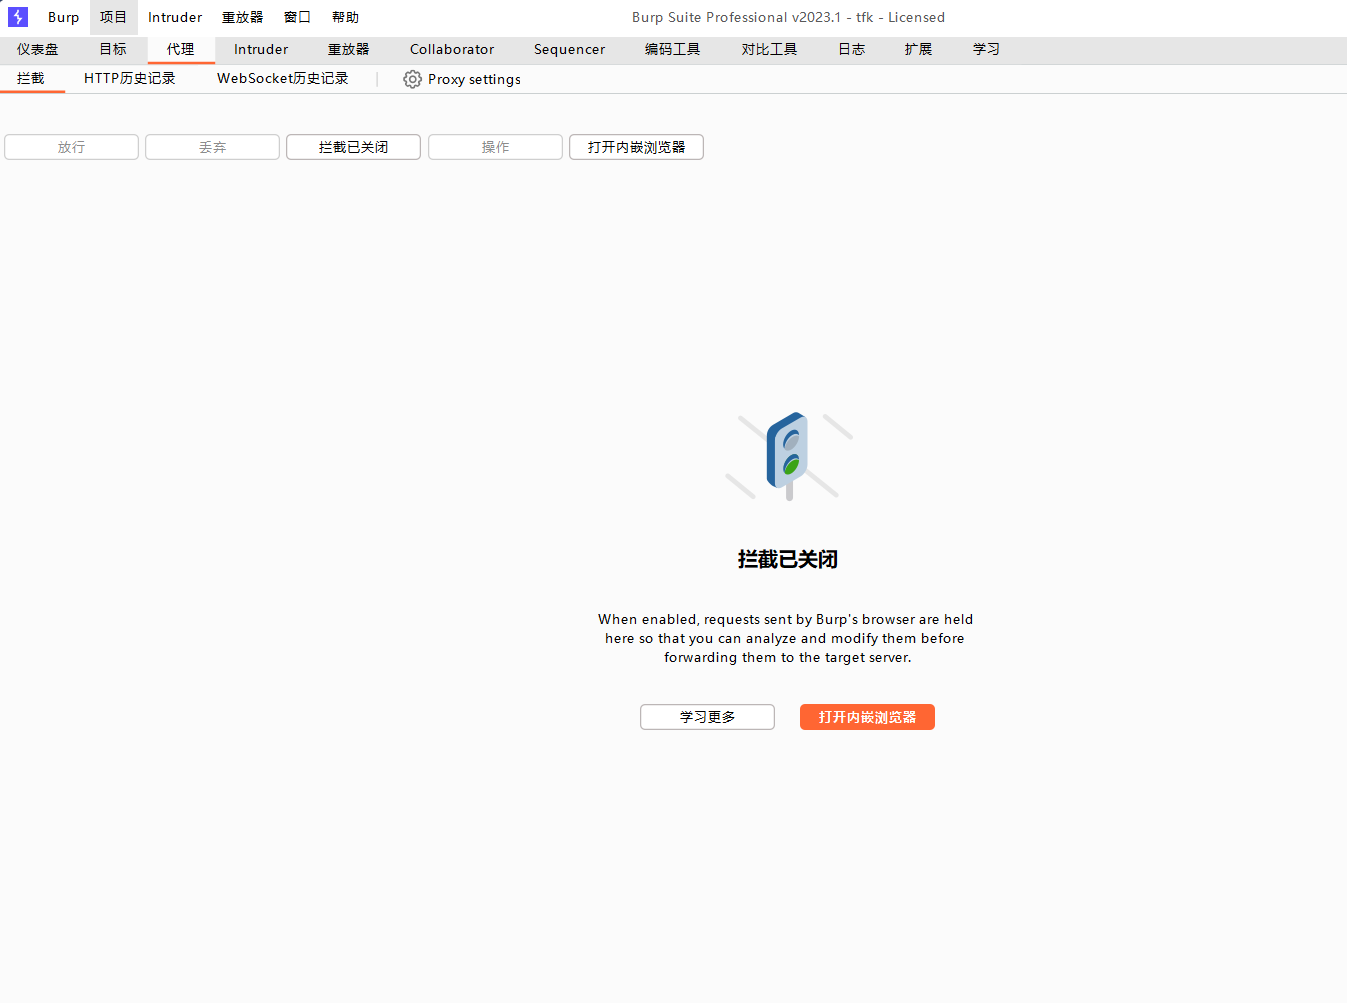 Burp 项目 Intruder 重放器 窗口 帮助 Burp Suite Professional v2023.1 - tfk - Licensed
仪表盘 目标 代理 Intruder 重放器 Collaborator Sequencer 编码工具 对比工具 日志 扩展 学习
拦截 HTTP历史记录 WebSocket历史记录 Proxy settings
放行 丢弃 拦截已关闭 操作 打开内嵌浏览器
拦截已关闭
When enabled, requests sent by Burp's browser are held
here so that you can analyze and modify them before
forwarding them to the target server.
学习更多 打开内嵌浏览器